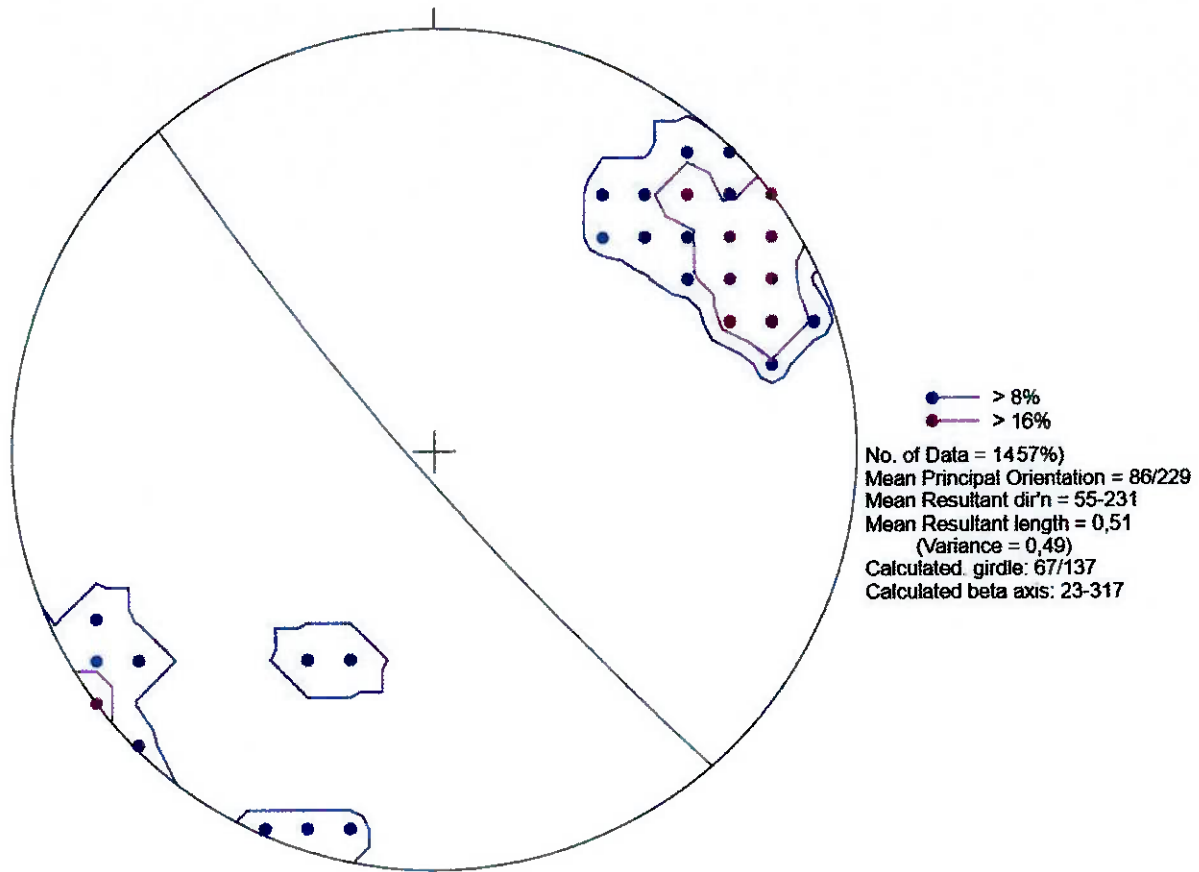 > 8%
> 16%
No. of Data = 1457%)
Mean Principal Orientation = 86/229
Mean Resultant dir'n = 55-231
Mean Resultant length = 0,51
(Variance = 0,49)
Calculated. girdle: 67/137
Calculated beta axis: 23-317